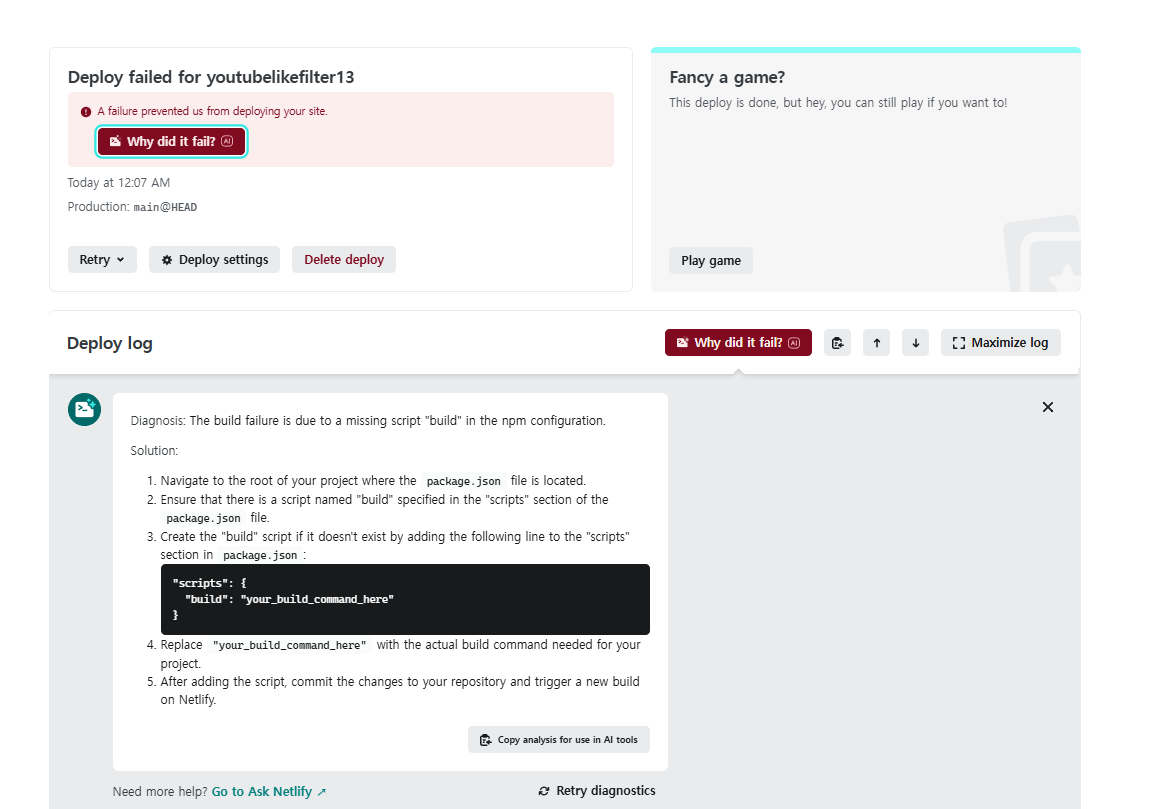 Deploy failed for youtubelikefilter13
A failure prevented us from deploying your site.
Why did it fail? AI
Today at 12:07 AM
Production: main@HEAD
Retry
Deploy settings
Delete deploy
Fancy a game?
This deploy is done, but hey, you can still play if you want to!
Play game
Deploy log
Why did it fail? AI
Maximize log
Diagnosis: The build failure is due to a missing script "build" in the npm configuration.
Solution:
1. Navigate to the root of your project where the package.json file is located.
2. Ensure that there is a script named "build" specified in the "scripts" section of the
package.json file.
3. Create the "build" script if it doesn't exist by adding the following line to the "scripts"
section in package.json :
"scripts": {
"build": "your_build_command_here"
}
4. Replace "your_build_command_here" with the actual build command needed for your
project.
5. After adding the script, commit the changes to your repository and trigger a new build
on Netlify.
Copy analysis for use in AI tools
Need more help? Go to Ask Netlify ↗
Retry diagnostics